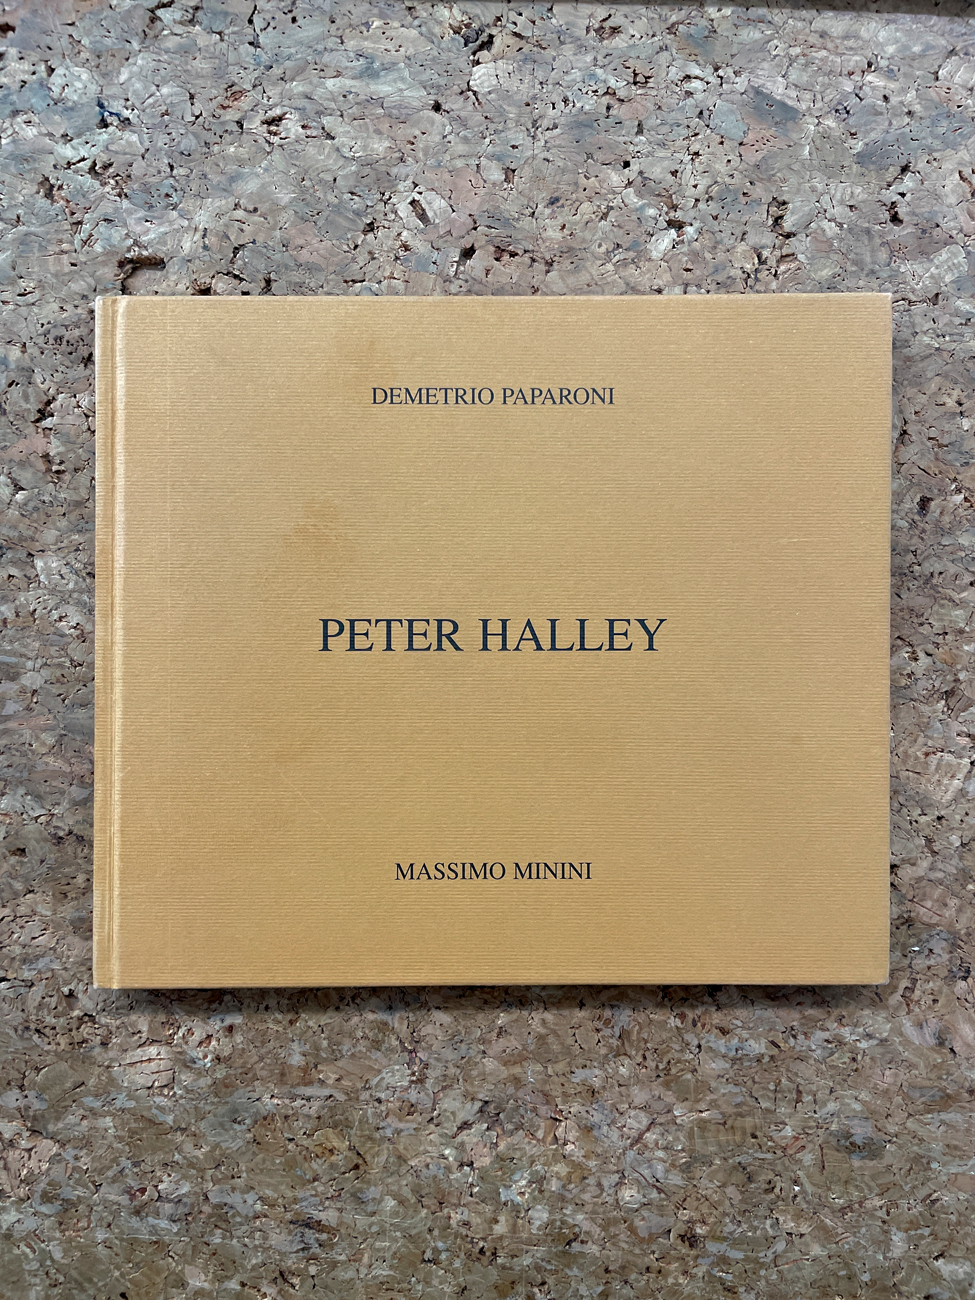 DEMETRIO PAPARONI
PETER HALLEY
MASSIMO MININI